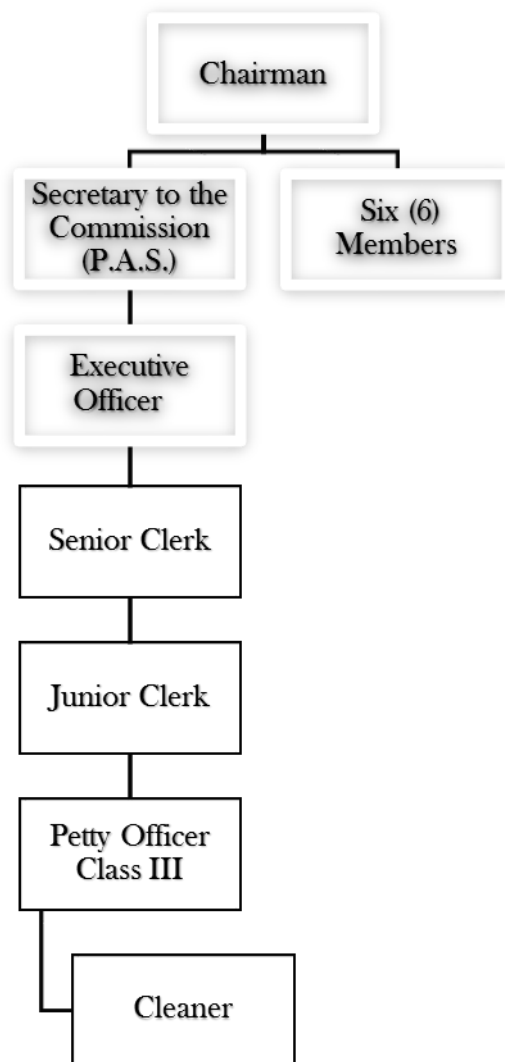 Chairman
Secretary to the
Commission
(P.A.S.)
Six (6)
Members
Executive
Officer
Senior Clerk
Junior Clerk
Petty Officer
Class III
Cleaner